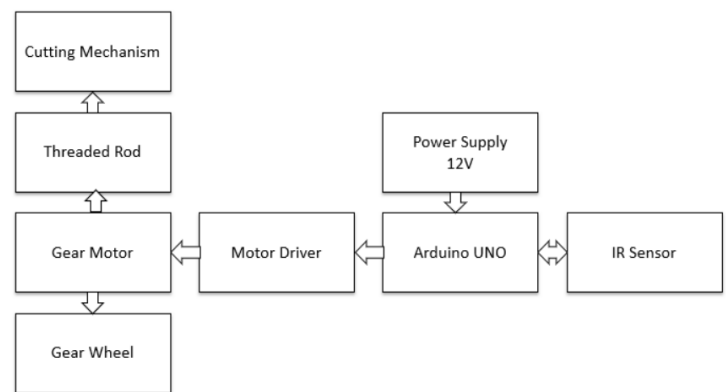 Cutting Mechanism
Threaded Rod
Power Supply
12V
Gear Motor
Motor Driver
Arduino UNO
IR Sensor
Gear Wheel